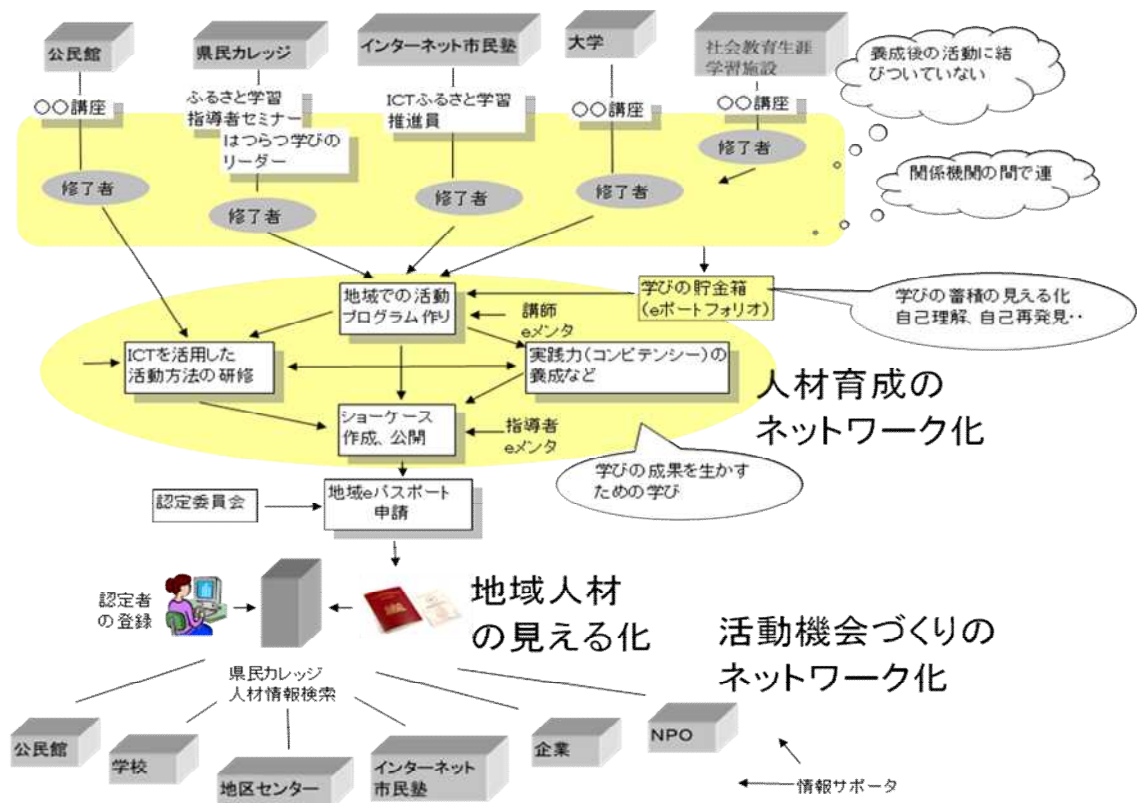 公民館
県民カレッジ
インターネット市民塾
大学
社会教育生涯
学習施設
養成後の活動に結
びついていない
〇〇講座
ふるさと学習
指導者セミナー
はつらつ学びの
リーダー
ICTふるさと学習
推進員
〇〇講座
〇〇講座
修了者
修了者
修了者
修了者
修了者
関係機関の間で連
地域での活動
プログラム作り
講師
eメンタ
学びの貯金箱
(eポートフォリオ)
学びの蓄積の見える化
自己理解、自己再発見・・
ICTを活用した
活動方法の研修
実践力(コンピテンシー)の
養成など
人材育成の
ネットワーク化
ショーケース
作成、公開
指導者
eメンタ
学びの成果を生かす
ための学び
認定委員会
地域eパスポート
申請
認定者
の登録
地域人材
の見える化
活動機会づくりの
ネットワーク化
県民カレッジ
人材情報検索
公民館
学校
地区センター
インターネット
市民塾
企業
NPO
情報サポータ